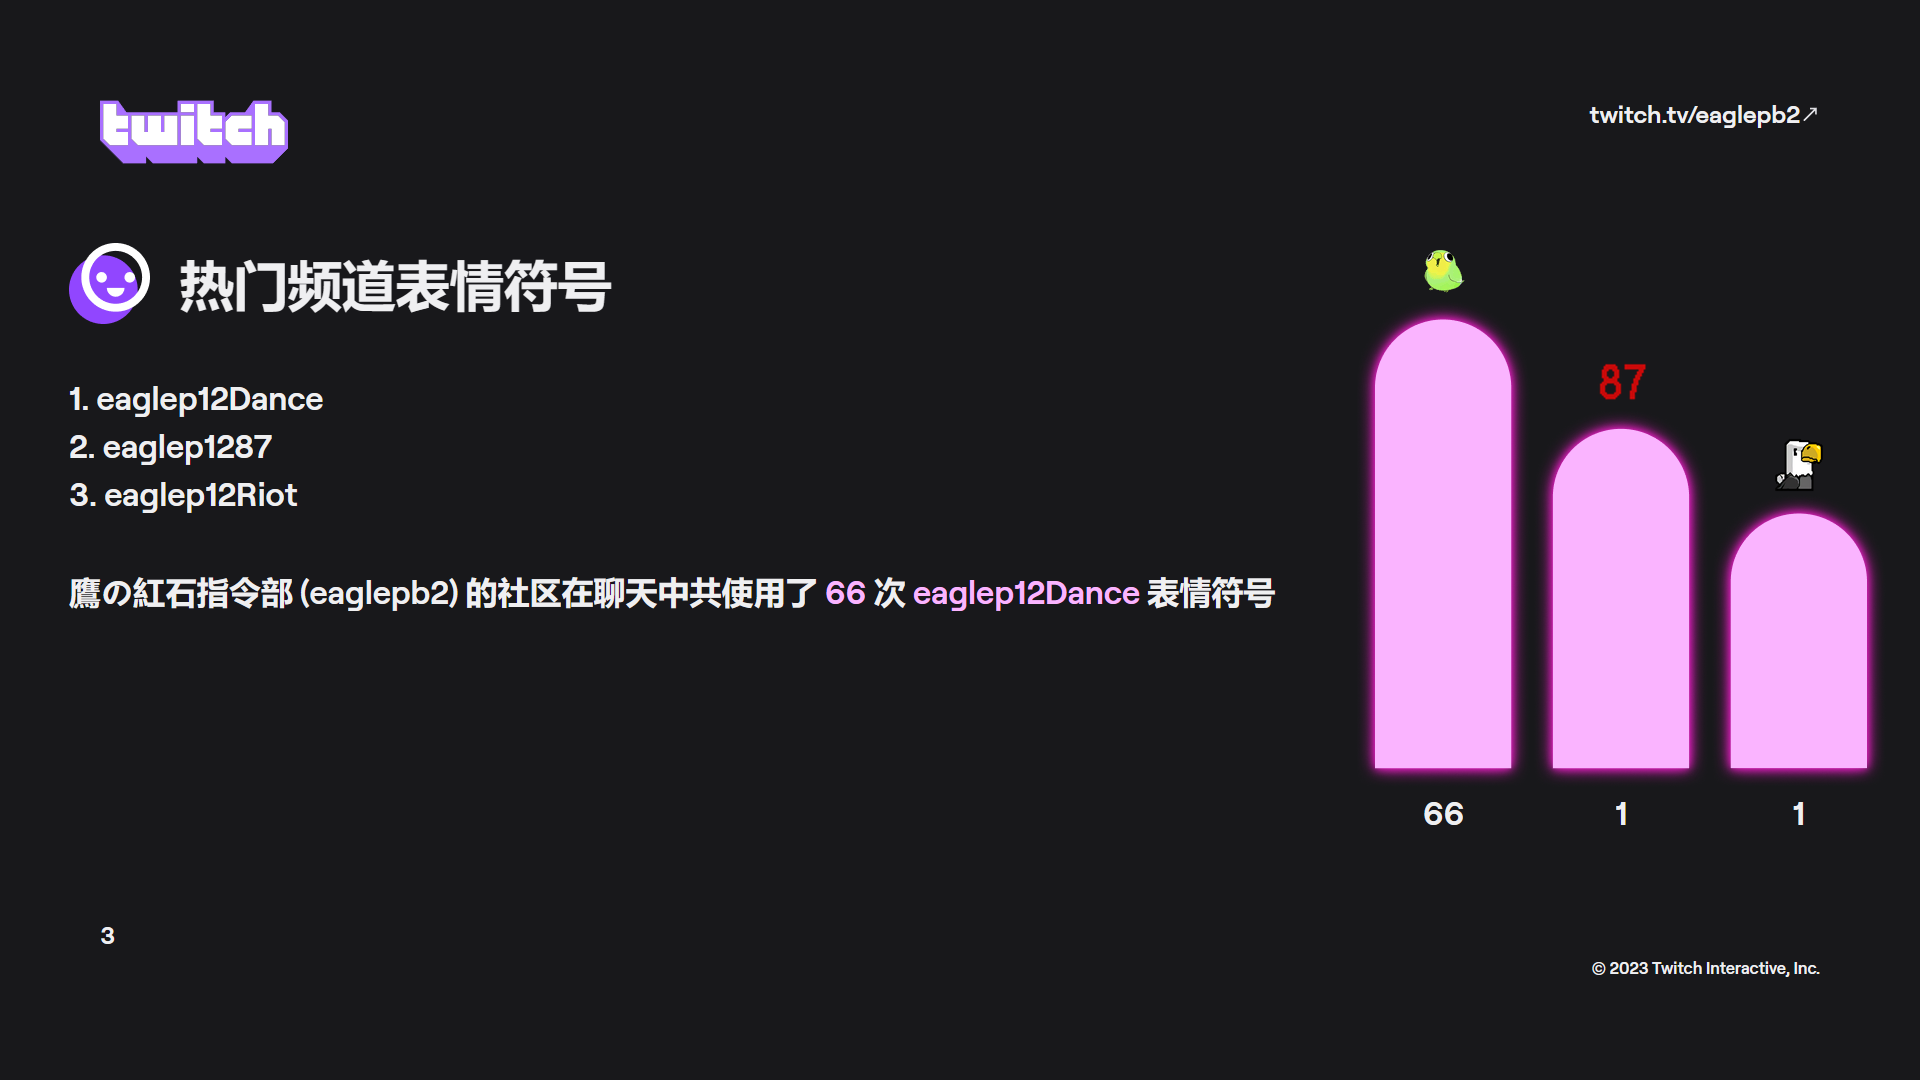 twitch
twitch.tv/eaglepb2↗
热门频道表情符号
1. eaglep12Dance
2. eaglep1287
3. eaglep12Riot
鷹の紅石指令部 (eaglepb2) 的社区在聊天中共使用了 66 次 eaglep12Dance 表情符号
87
66
1
1
3
© 2023 Twitch Interactive, Inc.